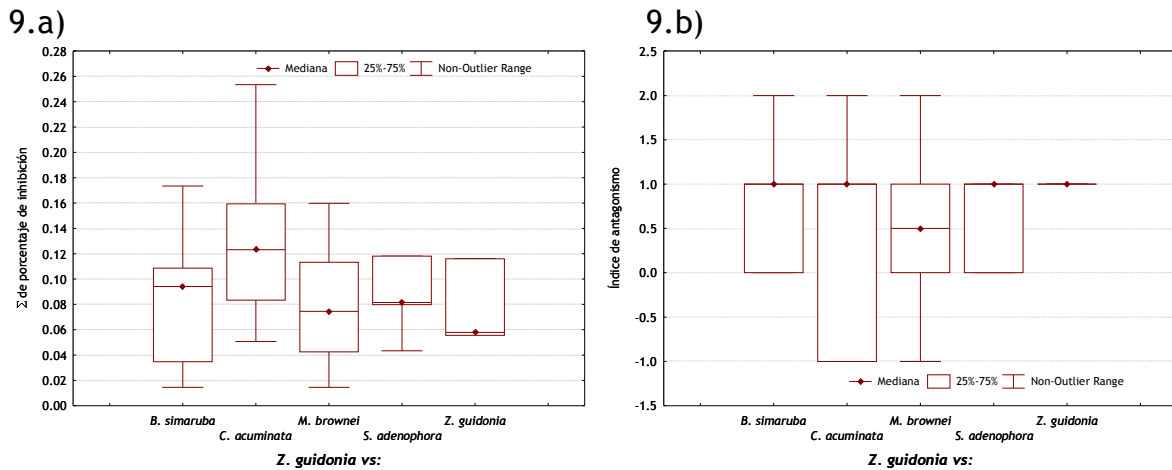 9.a)
0.28
0.26
0.24
0.22
0.20
0.18
0.16
0.14
0.12
0.10
0.08
0.06
0.04
0.02
0.00
Σ de porcentaje de inhibición
Mediana 25%-75% Non-Outlier Range
B. simaruba M. brownei Z. guidonia
C. acuminata S. adenophora
Z. guidonia vs:
9.b)
2.5
2.0
1.5
1.0
0.5
0.0
-0.5
-1.0
-1.5
Índice de antagonismo
Mediana 25%-75% Non-Outlier Range
B. simaruba M. brownei Z. guidonia
C. acuminata S. adenophora
Z. guidonia vs: